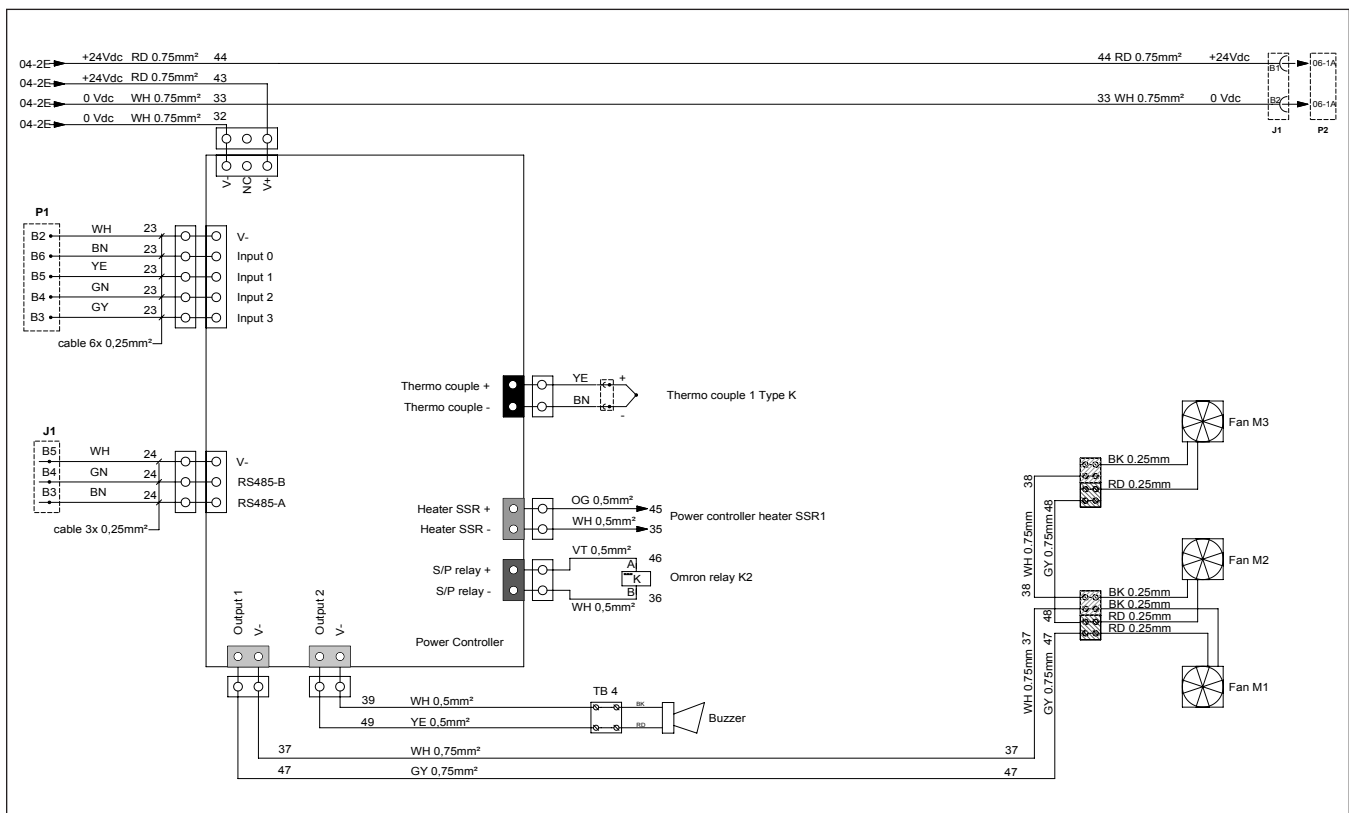 04-2E +24Vdc RD 0.75mm² 44 44 RD 0.75mm² +24Vdc B1 06-1A
04-2E +24Vdc RD 0.75mm² 43
04-2E 0 Vdc WH 0.75mm² 33 33 WH 0.75mm² 0 Vdc B2 06-1A
04-2E 0 Vdc WH 0.75mm² 32
J1 P2
V- NC V+
P1
B2 WH 23 V-
B6 BN 23 Input 0
B5 YE 23 Input 1
B4 GN 23 Input 2
B3 GY 23 Input 3
cable 6x 0,25mm²
Thermo couple + YE +
Thermo couple - BN -
Thermo couple 1 Type K
J1
B5 WH 24 V-
B4 GN 24 RS485-B
B3 BN 24 RS485-A
cable 3x 0,25mm²
Heater SSR + OG 0,5mm² 45
Heater SSR - WH 0,5mm² 35
Power controller heater SSR1
S/P relay + VT 0,5mm² 46
A
K
B
Omron relay K2
S/P relay - WH 0,5mm² 36
Output 1 V- Output 2 V-
Power Controller
39 WH 0,5mm² TB 4 BK
49 YE 0,5mm² RD
Buzzer
37 WH 0,75mm² 37
47 GY 0,75mm² 47
Fan M3
BK 0.25mm
RD 0.25mm
38 WH 0.75mm² 38
48 GY 0.75mm² 48
Fan M2
BK 0.25mm
BK 0.25mm
RD 0.25mm
RD 0.25mm
37 WH 0.75mm
47 GY 0.75mm²
Fan M1